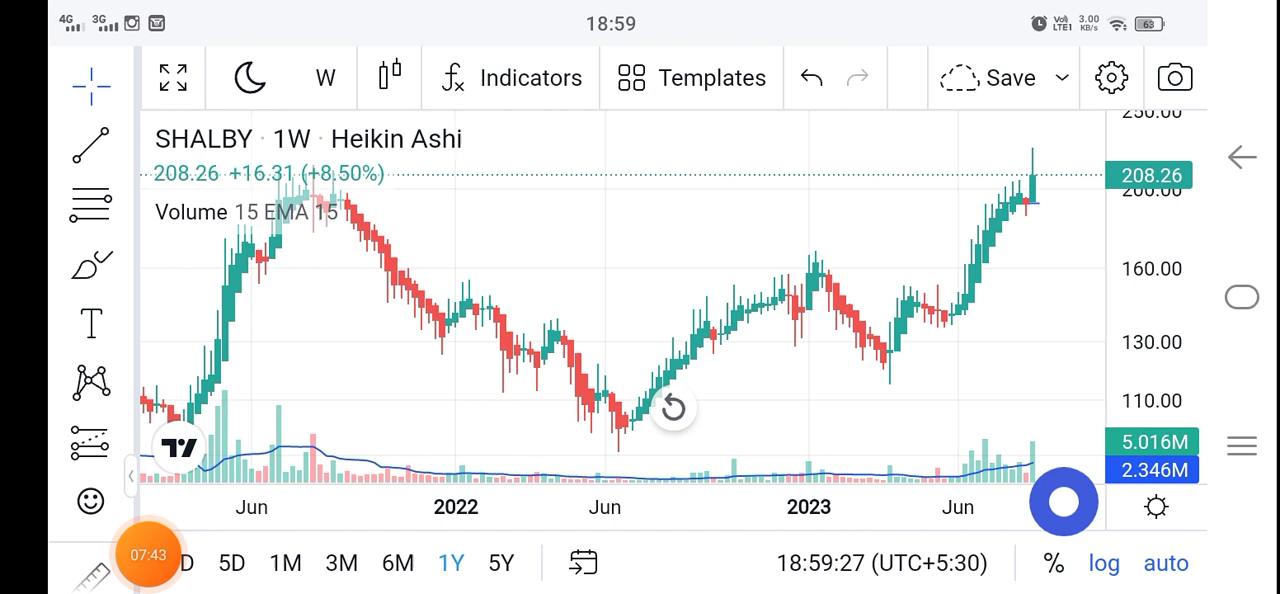 4G 3G 18:59 Vo) LTE1 3.00 KB/s 63
W Indicators Templates Save
SHALBY · 1W · Heikin Ashi
208.26 +16.31 (+8.50%)
Volume 15 EMA 15
250.00
208.26
200.00
160.00
130.00
110.00
5.016M
2.346M
T
Jun 2022 Jun 2023 Jun
07:43
D 5D 1M 3M 6M 1Y 5Y 18:59:27 (UTC+5:30) % log auto